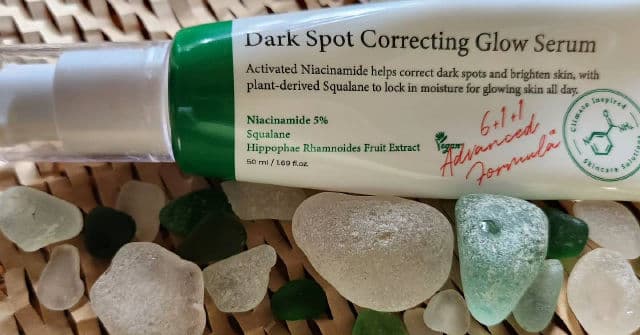 Dark Spot Correcting Glow Serum
Activated Niacinamide helps correct dark spots and brighten skin, with
plant-derived Squalane to lock in moisture for glowing skin all day.
Niacinamide 5%
Squalane
Hippophae Rhamnoides Fruit Extract
50 ml / 1.69 fl.oz.
Vegan
6+1+1
Advanced
Formula
Climate Inspired
Skincare Solutions